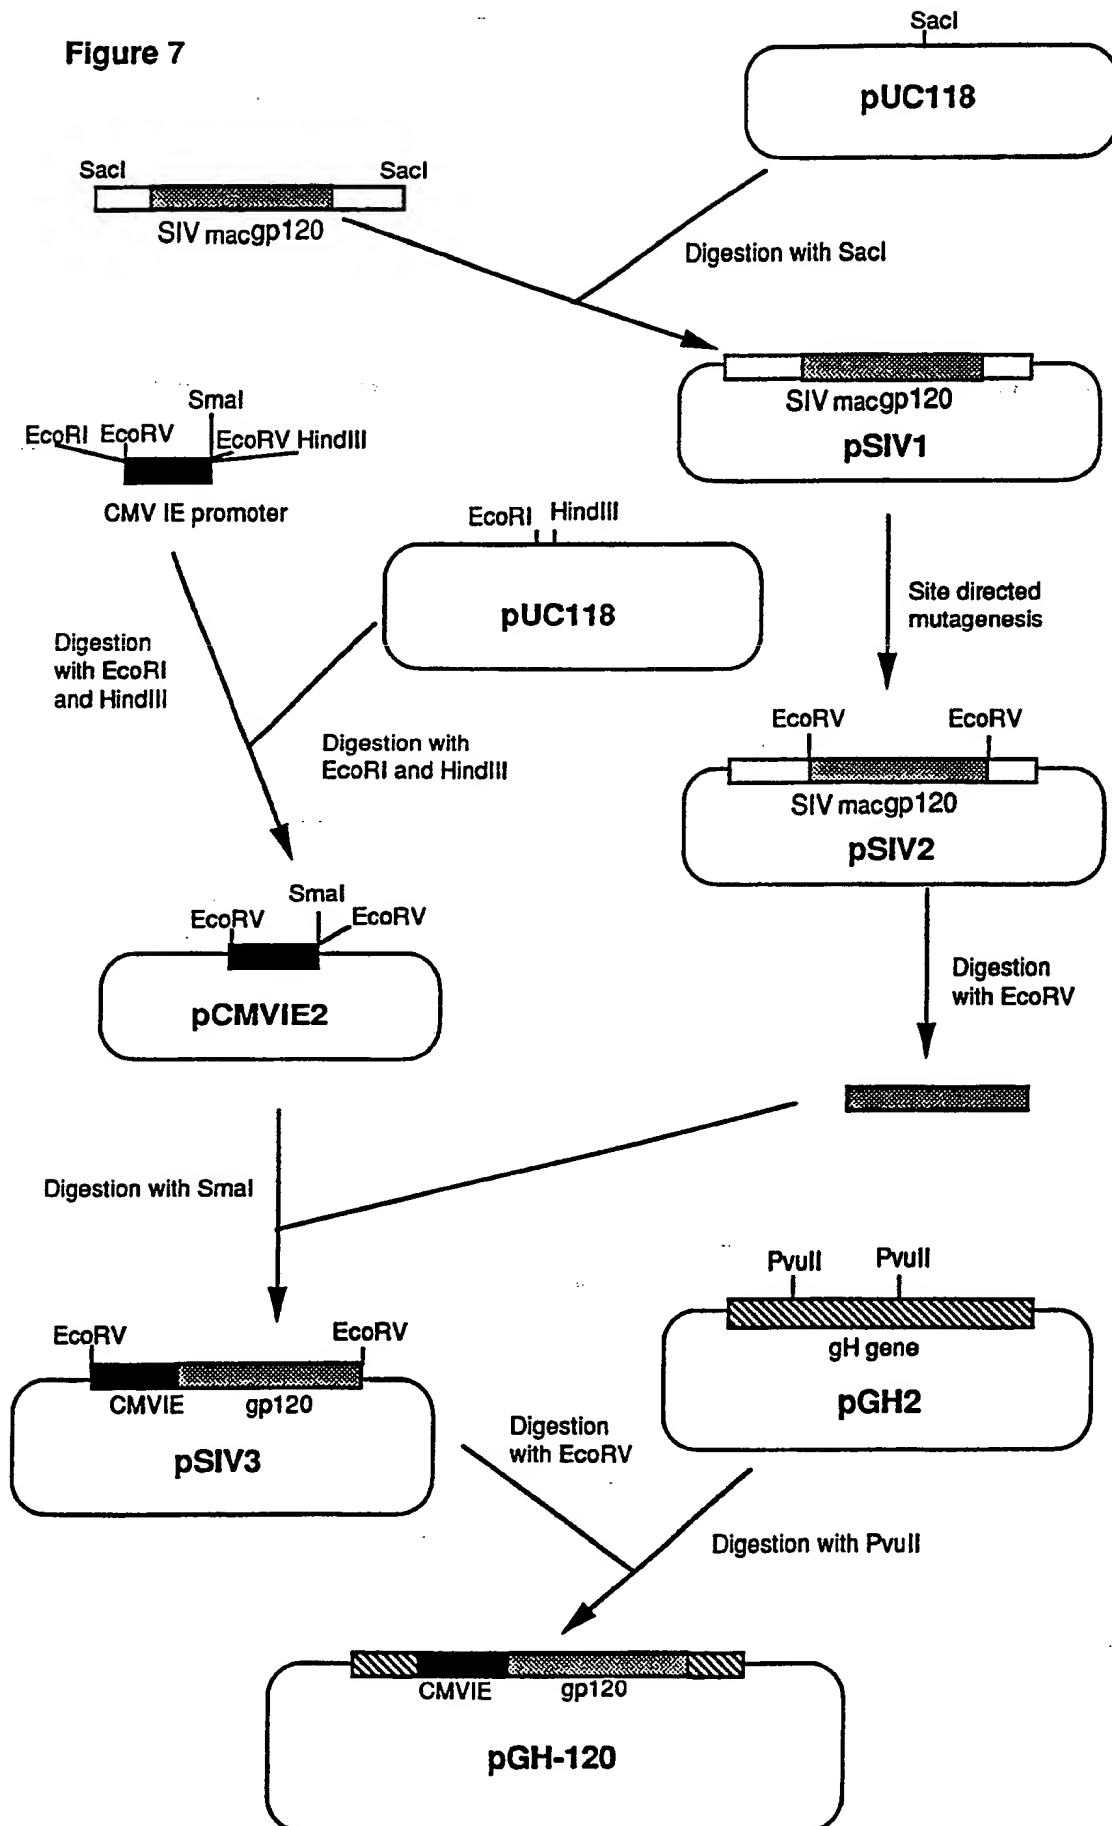 Figure 7
SacI
pUC118
SacI SacI
SIV macgp120
Digestion with SacI
SIV macgp120
pSIV1
SmaI
EcoRI EcoRV EcoRV HindIII
CMV IE promoter
EcoRI HindIII
pUC118
Site directed
mutagenesis
Digestion
with EcoRI
and HindIII
Digestion with
EcoRI and HindIII
EcoRV EcoRV
SIV macgp120
pSIV2
SmaI
EcoRV EcoRV
pCMVIE2
Digestion
with EcoRV
Digestion with SmaI
PvuII PvuII
gH gene
pGH2
EcoRV EcoRV
CMVIE gp120
pSIV3
Digestion
with EcoRV
Digestion with PvuII
CMVIE gp120
pGH-120